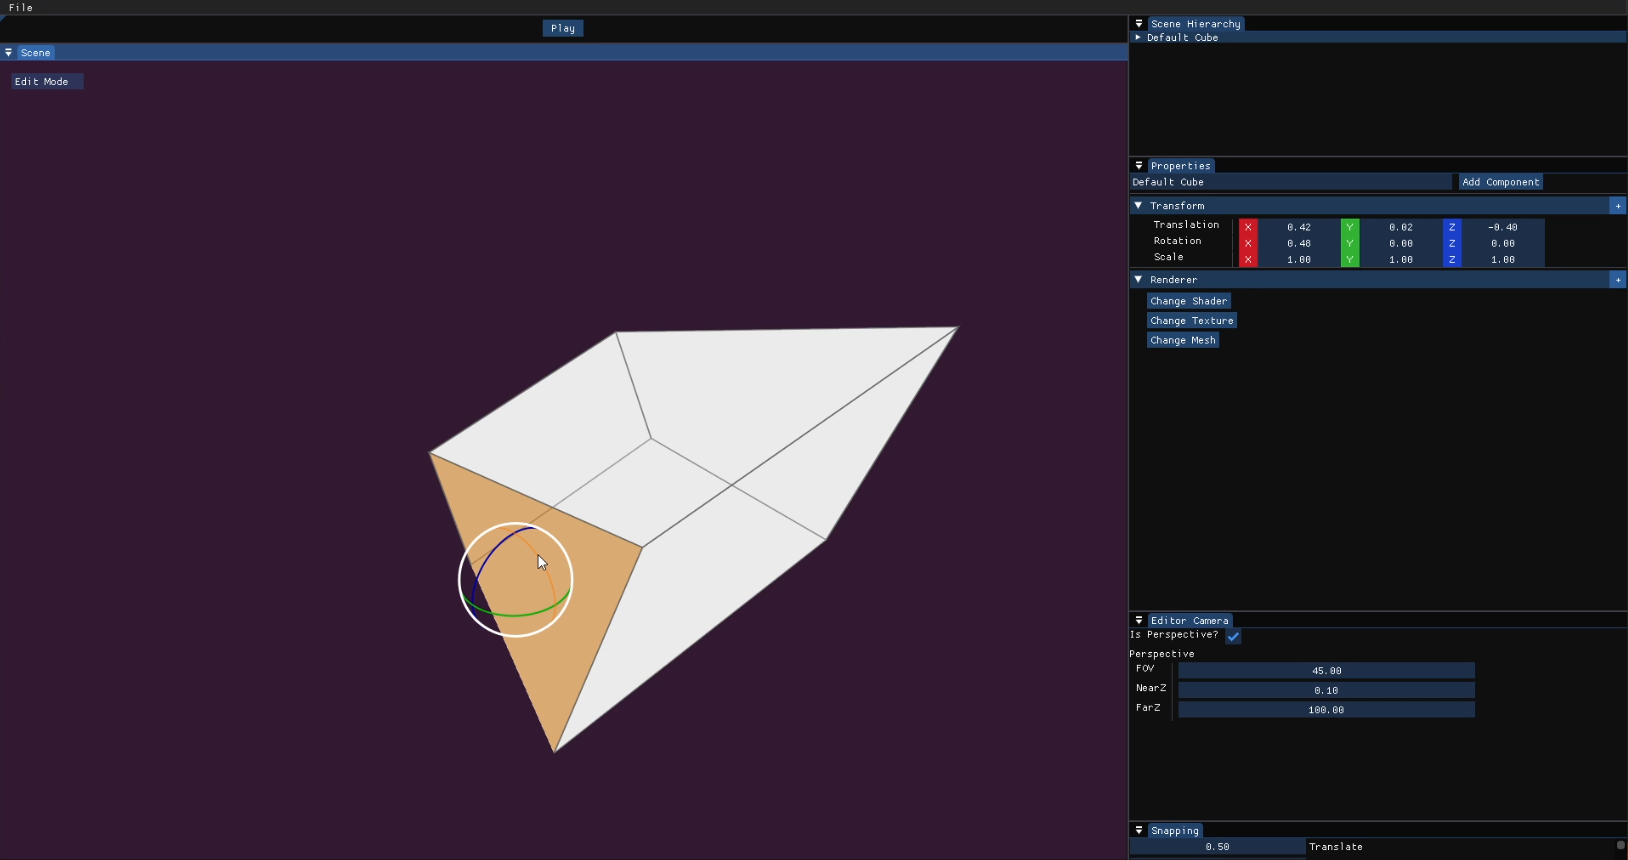 File
Play
Scene
Edit Mode
Scene Hierarchy
Default Cube
Properties
Default Cube Add Component
Transform +
Translation X 0.42 Y 0.02 Z -0.40
Rotation X 0.48 Y 0.00 Z 0.00
Scale X 1.00 Y 1.00 Z 1.00
Renderer +
Change Shader
Change Texture
Change Mesh
Editor Camera
Is Perspective?
Perspective
FOV 45.00
NearZ 0.10
FarZ 100.00
Snapping
0.50 Translate